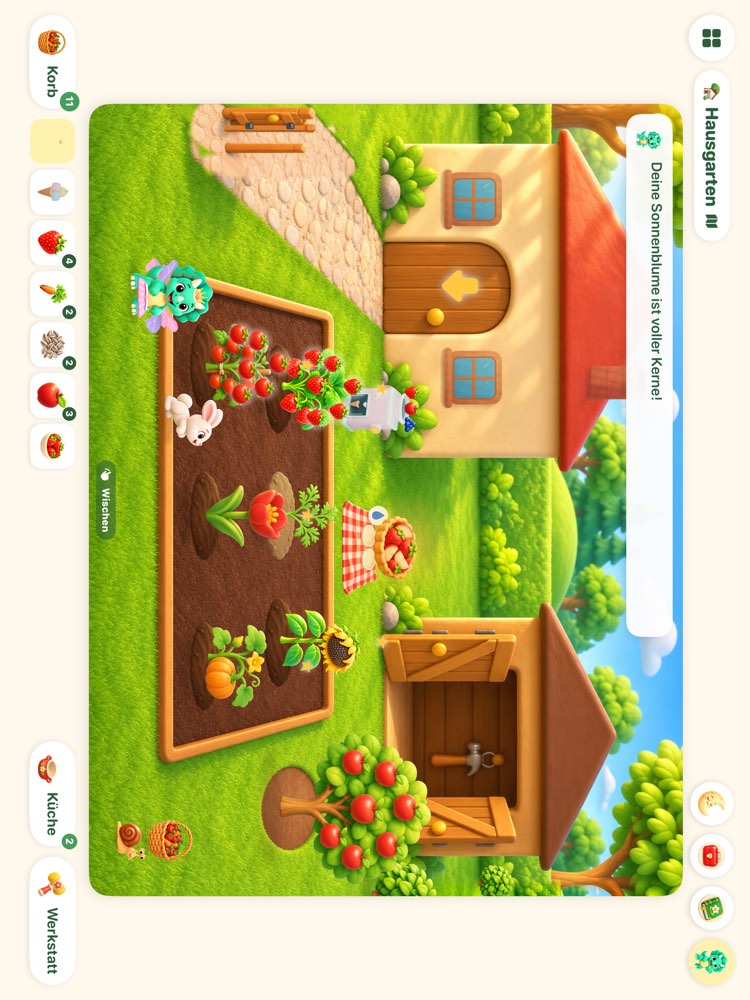 Hausgarten
Deine Sonnenblume ist voller Kerne!
Wischen
Korb
11
4
2
2
3
Küche
2
Werkstatt